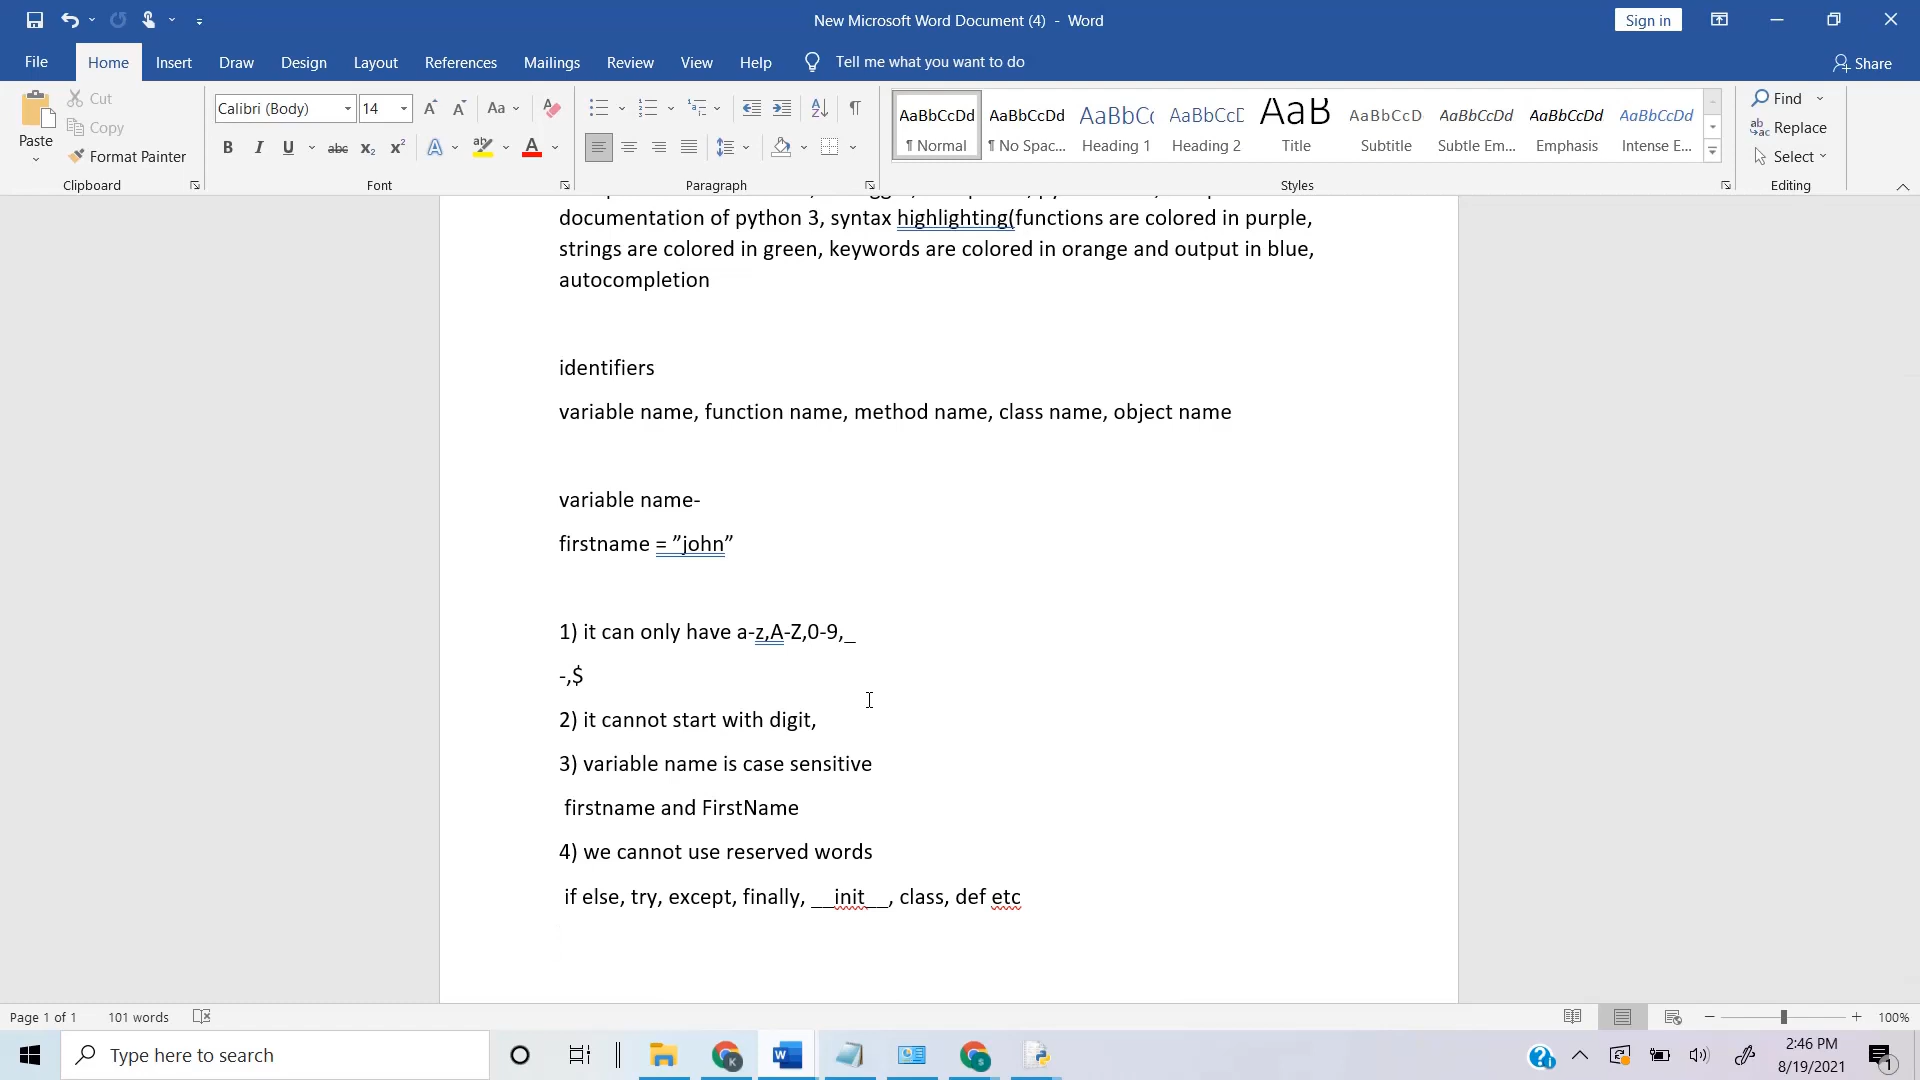 New Microsoft Word Document (4) - Word
Sign in
File Home Insert Draw Design Layout References Mailings Review View Help Tell me what you want to do
Share
Paste
Cut
Copy
Format Painter
Clipboard
Calibri (Body) 14
Font
Paragraph
AaBbCcDd AaBbCcDd AaBbCc AaBbCcC AaB AaBbCcD AaBbCcDd AaBbCcDd AaBbCcDd
¶ Normal ¶ No Spac... Heading 1 Heading 2 Title Subtitle Subtle Em... Emphasis Intense E...
Styles
Find
Replace
Select
Editing
documentation of python 3, syntax highlighting(functions are colored in purple,
strings are colored in green, keywords are colored in orange and output in blue,
autocompletion
identifiers
variable name, function name, method name, class name, object name
variable name-
firstname = ”john”
1) it can only have a-z,A-Z,0-9,_
-,$
2) it cannot start with digit,
3) variable name is case sensitive
firstname and FirstName
4) we cannot use reserved words
if else, try, except, finally, __init__, class, def etc
Page 1 of 1 101 words
100%
Type here to search
2:46 PM
8/19/2021